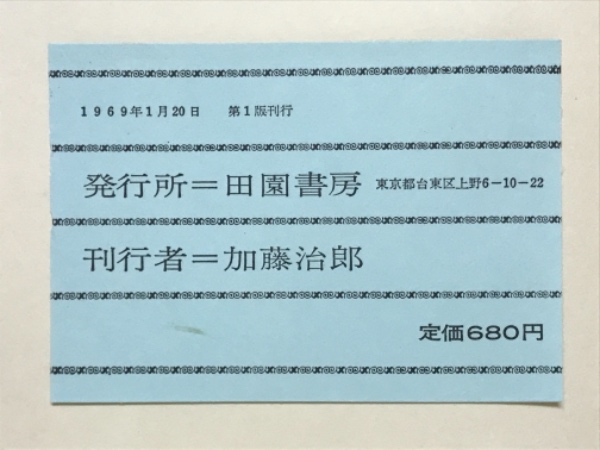 1969年1月20日　第1版刊行
発行所＝田園書房　東京都台東区上野6－10－22
刊行者＝加藤治郎
定価680円